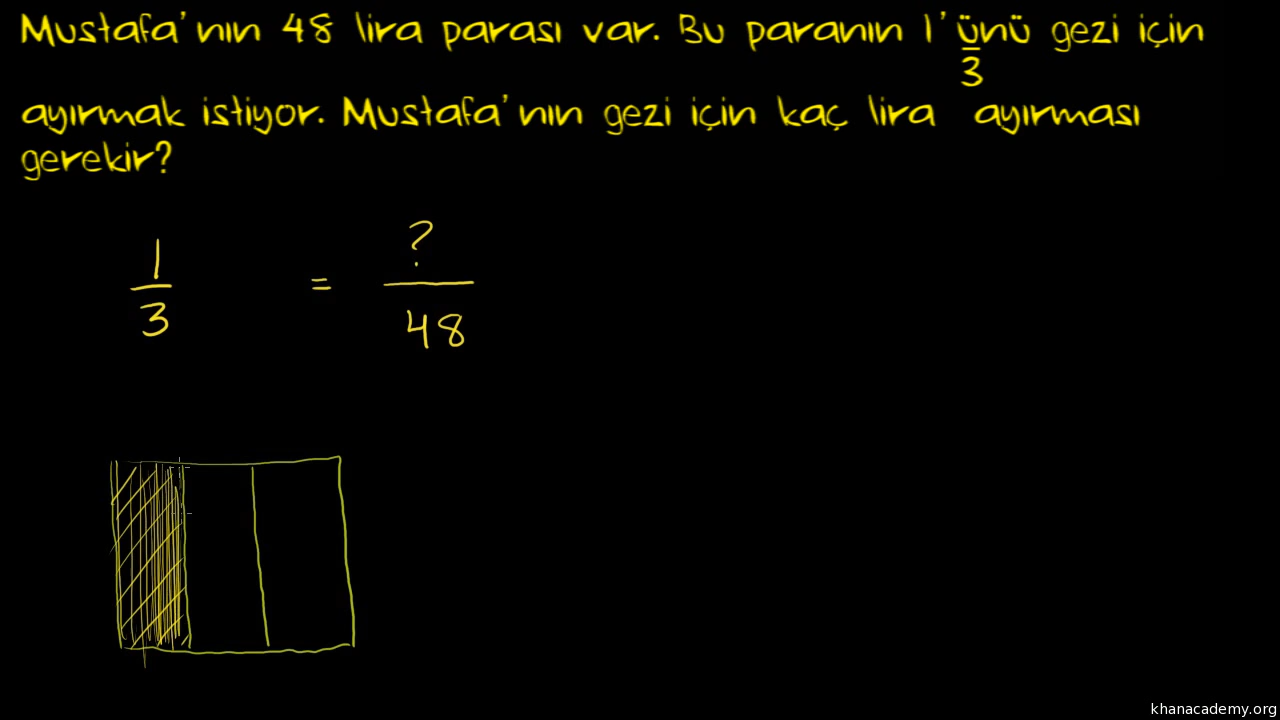 Mustafa'nın 48 lira parası var. Bu paranın 1/3'ünü gezi için
ayırmak istiyor. Mustafa'nın gezi için kaç lira ayırması
gerekir?
1/3 = ?/48
khanacademy.org